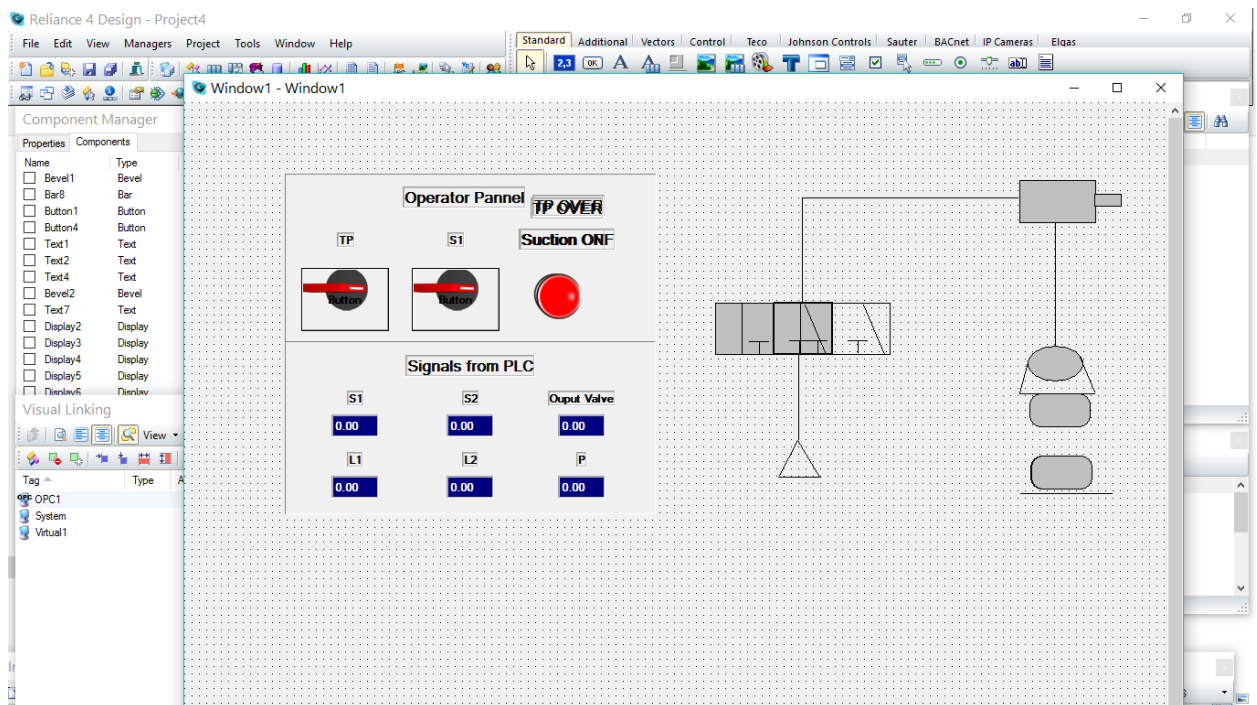 Reliance 4 Design - Project4
File Edit View Managers Project Tools Window Help
Standard Additional Vectors Control Teco Johnson Controls Sauter BACnet IP Cameras Elgas
2,3 OK A T abI
Window1 - Window1
Component Manager
Properties Components
Name Type
Bevel1 Bevel
Bar8 Bar
Button1 Button
Button4 Button
Text1 Text
Text2 Text
Text4 Text
Bevel2 Bevel
Text7 Text
Display2 Display
Display3 Display
Display4 Display
Display5 Display
Display6 Display
Visual Linking
View
Tag Type A
OPC1
System
Virtual1
Operator Pannel
OVER
TP S1 Suction
Button Button
Signals from PLC
S1 S2 Ouput Valve
0.00 0.00 0.00
L1 L2 P
0.00 0.00 0.00